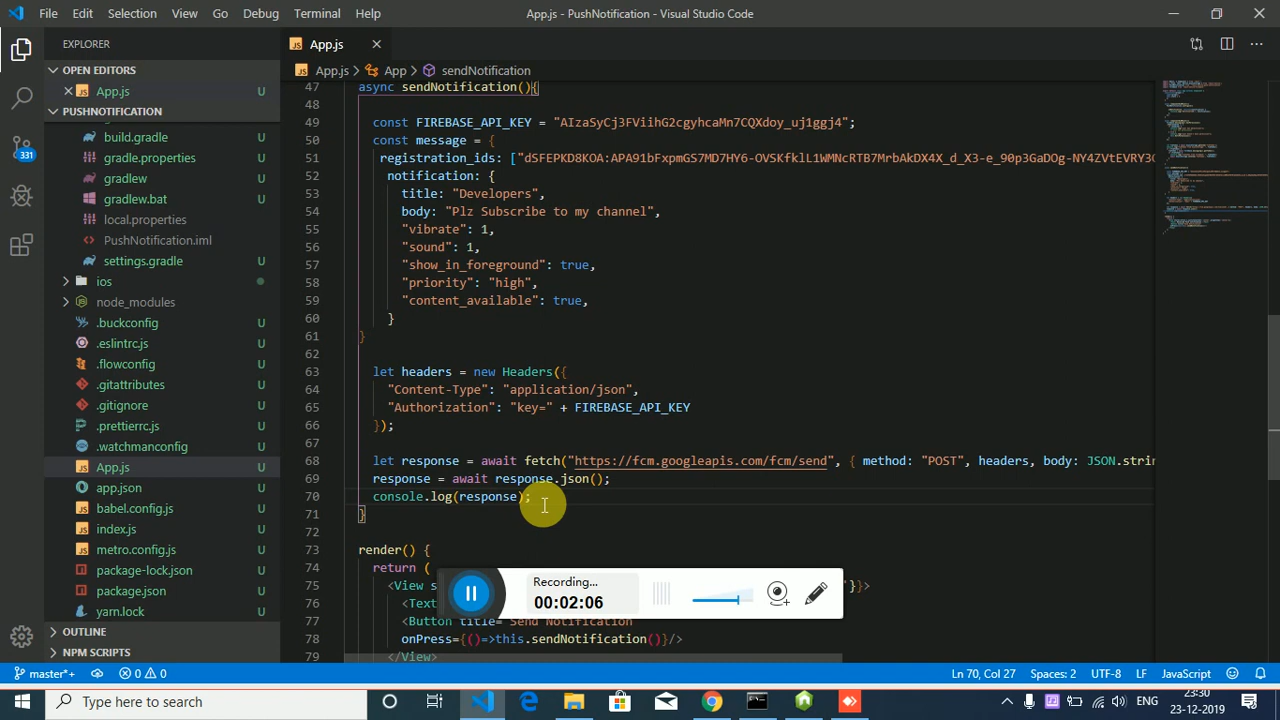 File Edit Selection View Go Debug Terminal Help
App.js - PushNotification - Visual Studio Code
EXPLORER
OPEN EDITORS
App.js U
PUSHNOTIFICATION
build.gradle U
gradle.properties U
gradlew U
gradlew.bat U
local.properties
PushNotification.iml
settings.gradle U
ios
node_modules
.buckconfig U
.eslintrc.js U
.flowconfig U
.gitattributes U
.gitignore U
.prettierrc.js U
.watchmanconfig U
App.js U
app.json U
babel.config.js U
index.js U
metro.config.js U
package-lock.json U
package.json U
yarn.lock U
OUTLINE
NPM SCRIPTS
331
App.js
App.js > App > sendNotification
47 async sendNotification(){
48
49 const FIREBASE_API_KEY = "AIzaSyCj3FViihG2cgyhcaMn7CQXdoy_uj1ggj4";
50 const message = {
51 registration_ids: ["dSFEPKD8kOA:APA91bFxpmGS7MD7HY6-OVSKfklL1WMNcRTB7MrbAkDX4X_d_X3-e_90p3GaDOg-NY4ZVtEVRY3
52 notification: {
53 title: "Developers",
54 body: "Plz Subscribe to my channel",
55 "vibrate": 1,
56 "sound": 1,
57 "show_in_foreground": true,
58 "priority": "high",
59 "content_available": true,
60 }
61 }
62
63 let headers = new Headers({
64 "Content-Type": "application/json",
65 "Authorization": "key=" + FIREBASE_API_KEY
66 });
67
68 let response = await fetch("https://fcm.googleapis.com/fcm/send", { method: "POST", headers, body: JSON.strin
69 response = await response.json();
70 console.log(response);
71 }
72
73 render() {
74 return (
75 <View s }}>
76 <Text
77 <Button title= Send Notification
78 onPress={()=>this.sendNotification()}/>
79 </View>
Recording...
00:02:06
master*+ 0 0
Ln 70, Col 27 Spaces: 2 UTF-8 LF JavaScript
Type here to search
ENG
23:30
23-12-2019